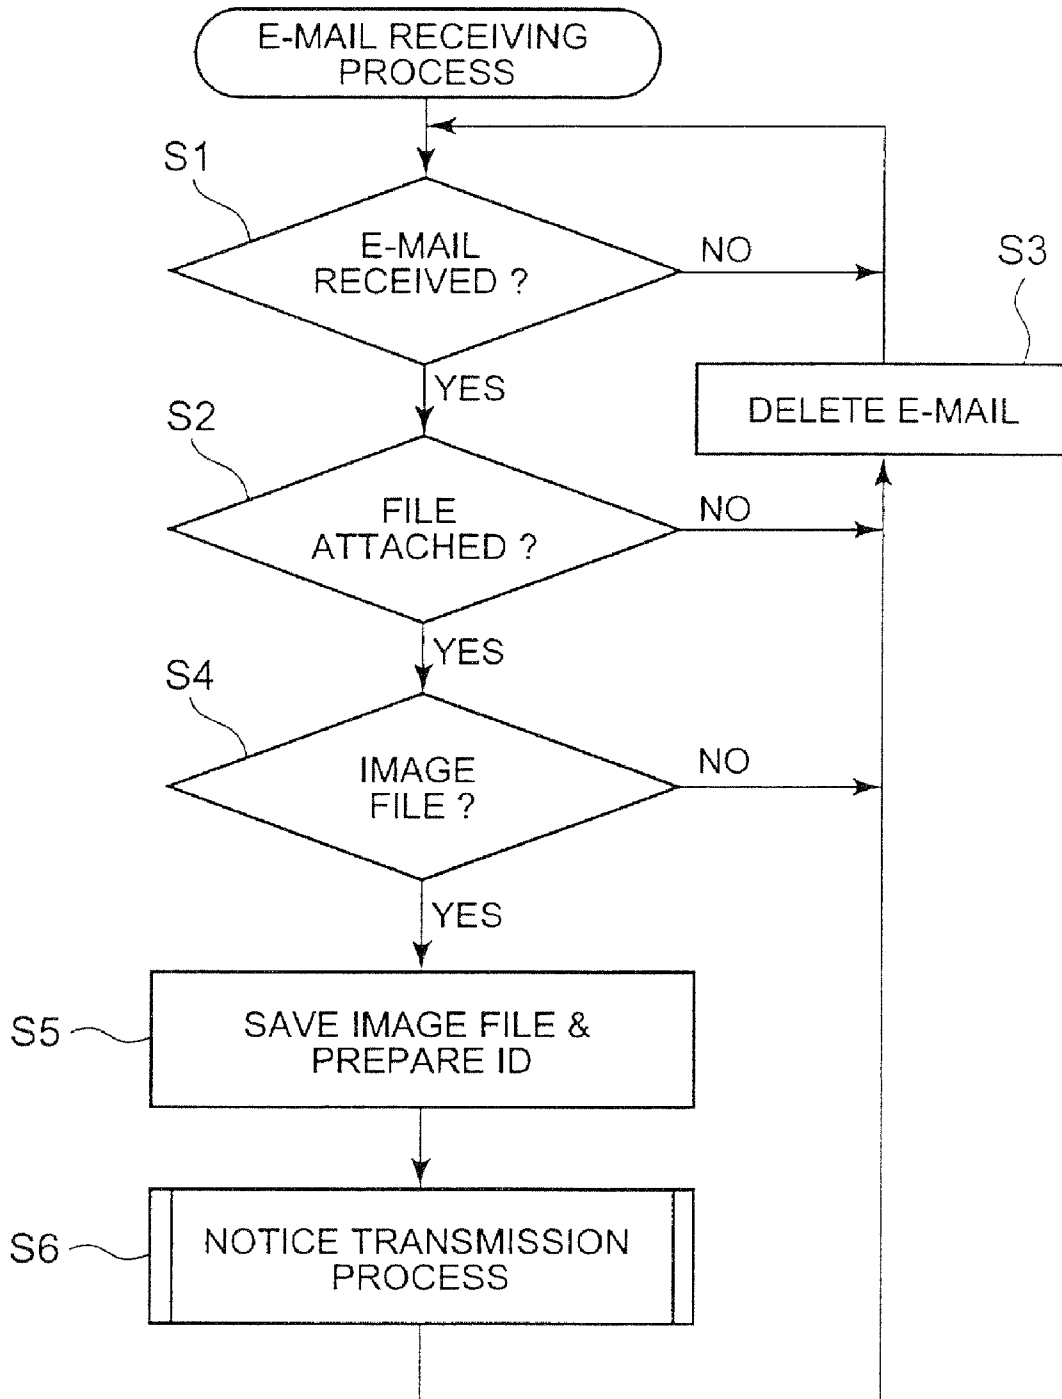 E-MAIL RECEIVING
PROCESS
S1
E-MAIL
RECEIVED ?
NO
S3
YES
DELETE E-MAIL
S2
FILE
ATTACHED ?
NO
YES
S4
IMAGE
FILE ?
NO
YES
S5
SAVE IMAGE FILE &
PREPARE ID
S6
NOTICE TRANSMISSION
PROCESS